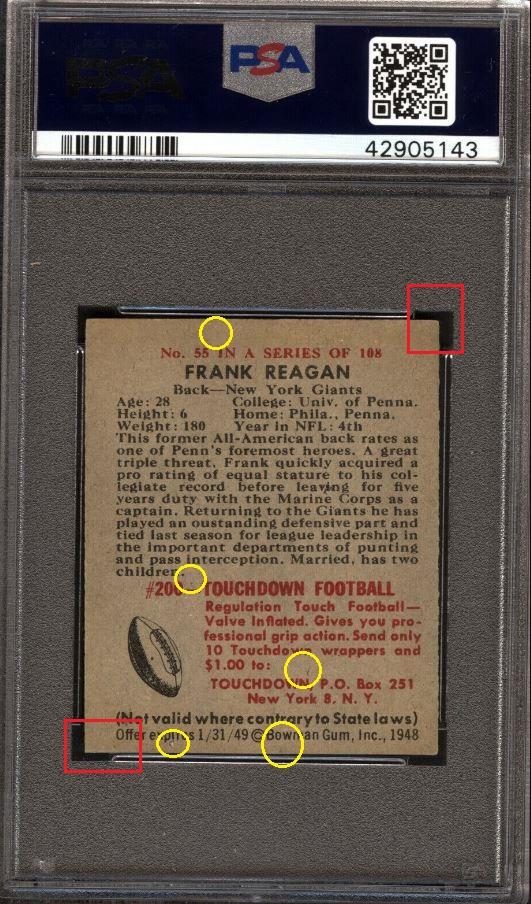 PSA
PSA
42905143
No. 55 IN A SERIES OF 108
FRANK REAGAN
Back—New York Giants
Age: 28 College: Univ. of Penna.
Height: 6 Home: Phila., Penna.
Weight: 180 Year in NFL: 4th
This former All-American back rates as
one of Penn's foremost heroes. A great
triple threat, Frank quickly acquired a
pro rating of equal stature to his col-
legiate record before leaving for five
years duty with the Marine Corps as a
captain. Returning to the Giants he has
played an oustanding defensive part and
tied last season for league leadership in
the important departments of punting
and pass interception. Married, has two
children.
#206 TOUCHDOWN FOOTBALL
Regulation Touch Football—
Valve Inflated. Gives you pro-
fessional grip action. Send only
10 Touchdown wrappers and
$1.00 to:
TOUCHDOWN, P.O. Box 251
New York 8, N. Y.
(Not valid where contrary to State laws)
Offer expires 1/31/49 ©Bowman Gum, Inc., 1948